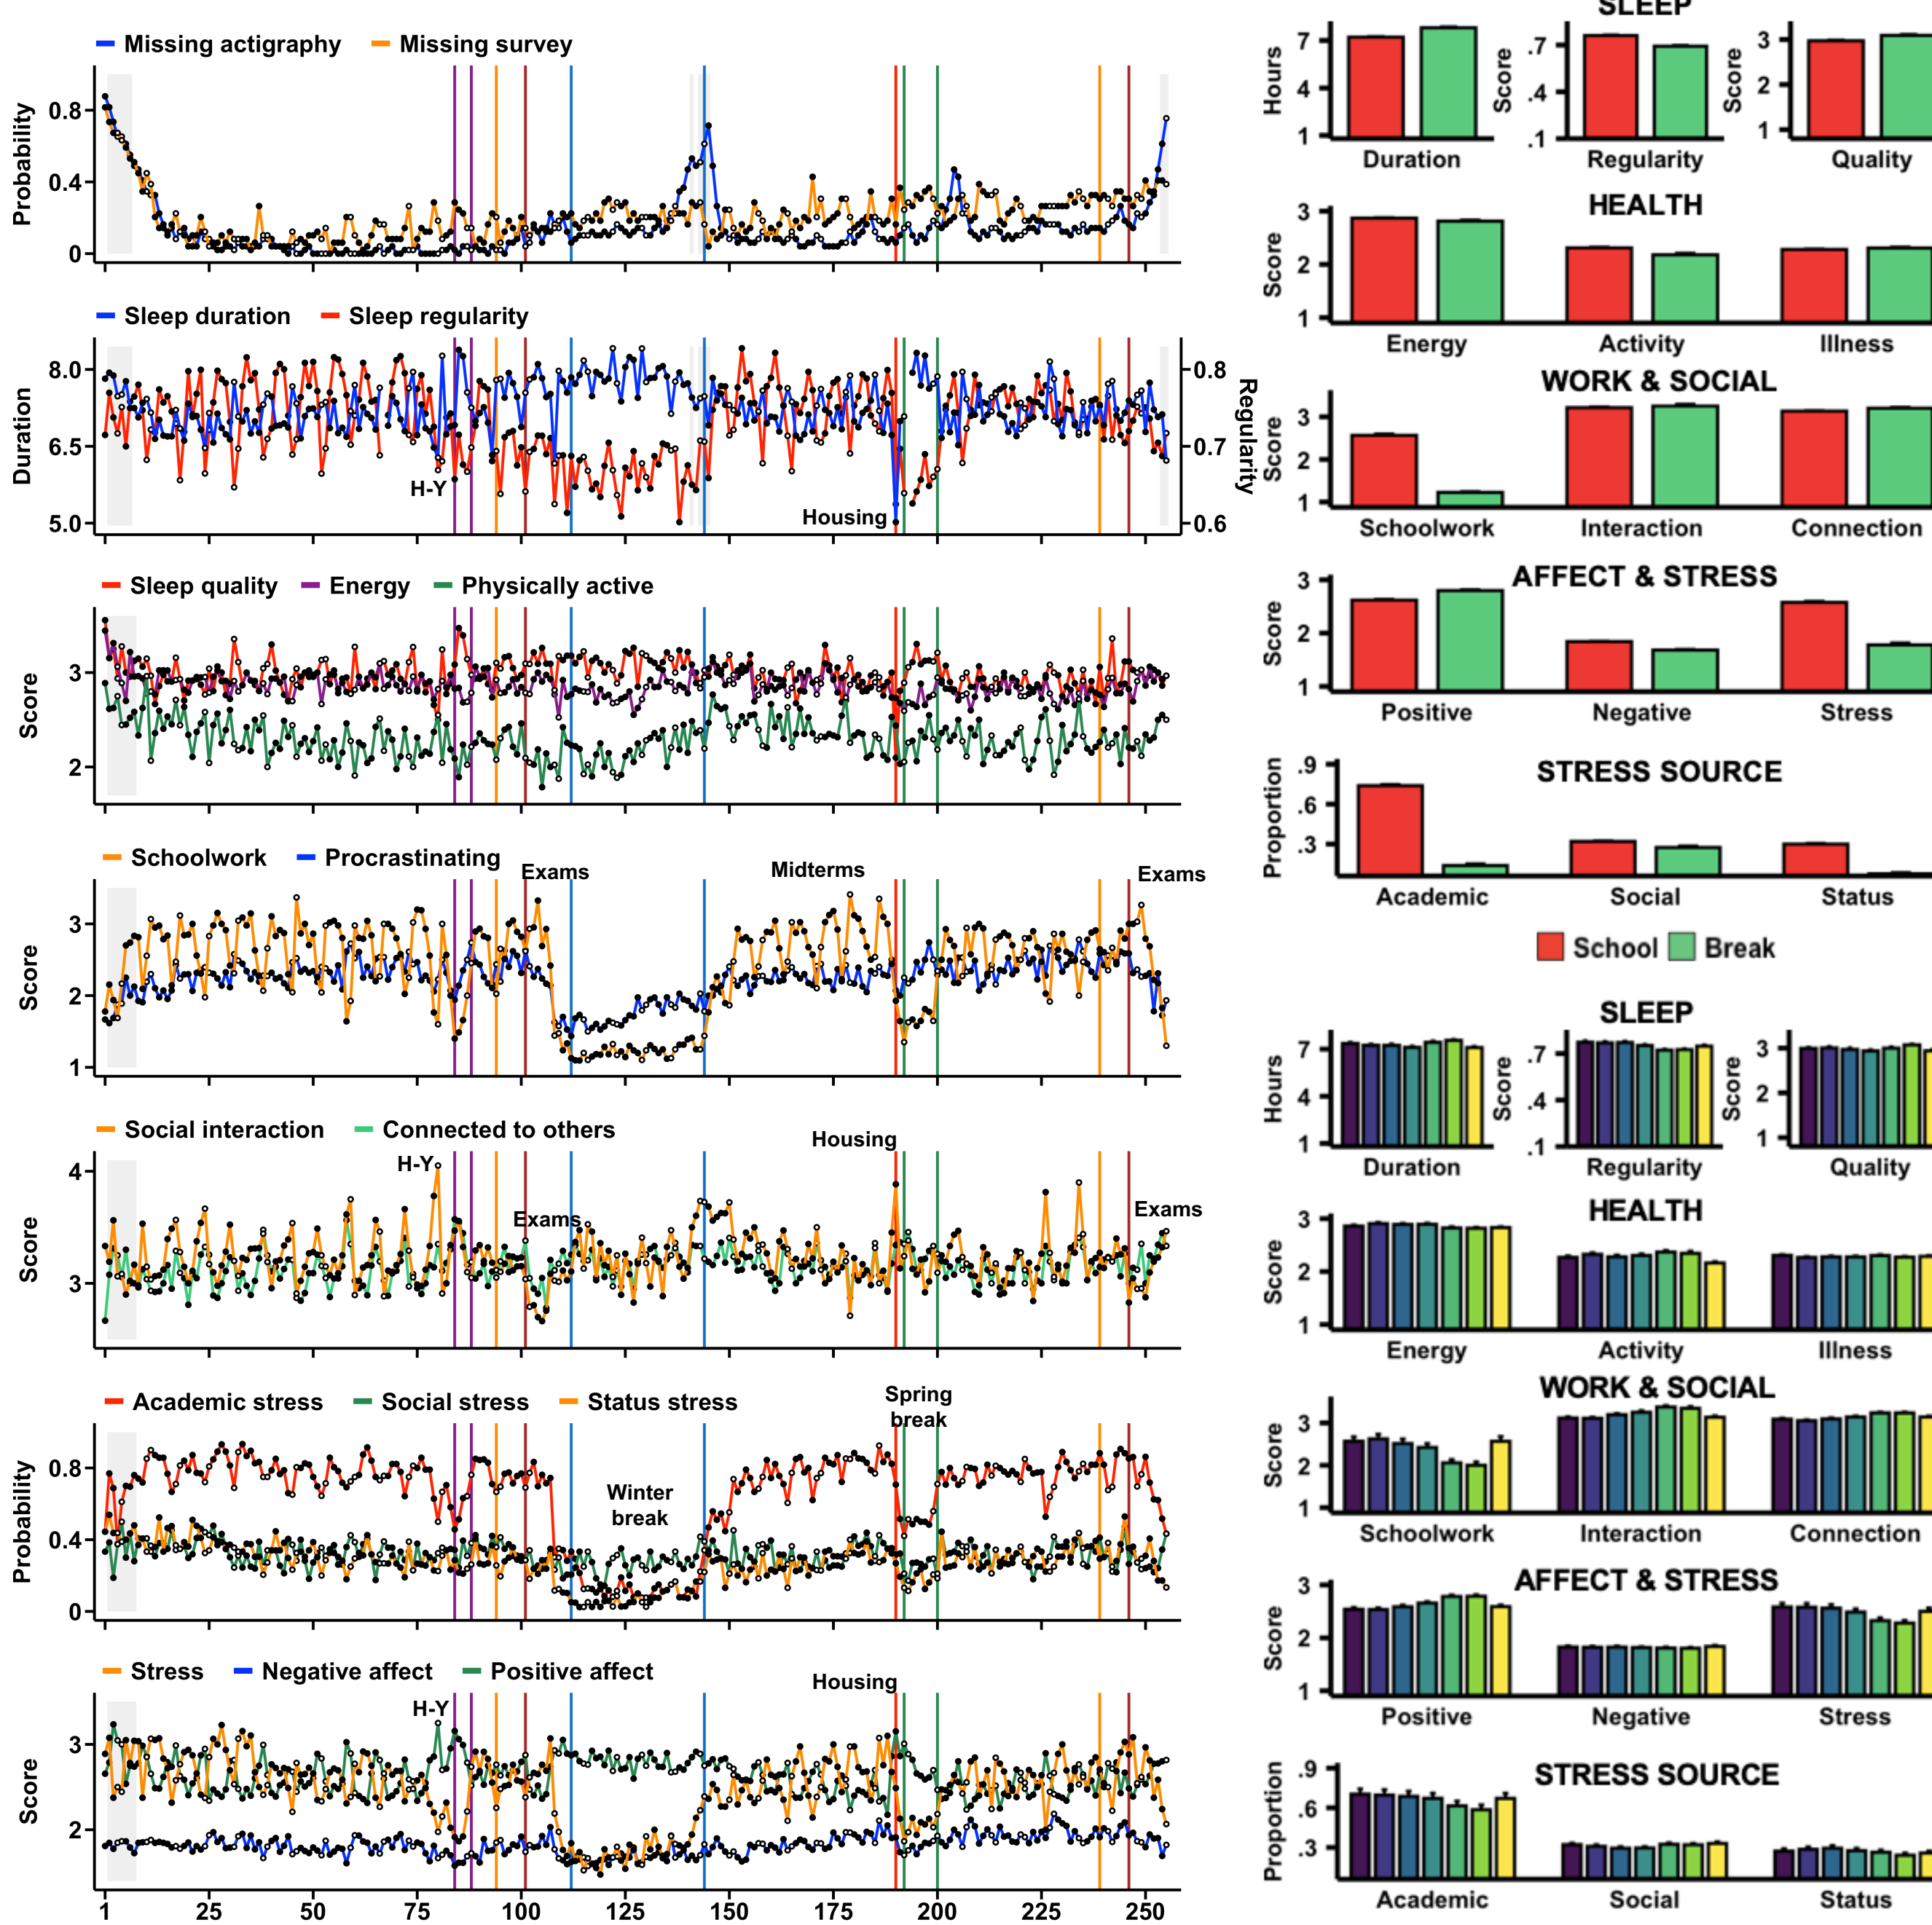 Missing actigraphy Missing survey
Probability
0.8
0.4
0
Sleep duration Sleep regularity
Duration
8.0
6.5
5.0
H-Y
Housing
0.8
0.7
0.6
Regularity
Sleep quality Energy Physically active
Score
3
2
Schoolwork Procrastinating
Exams
Midterms
Exams
Score
3
2
1
Social interaction Connected to others
Housing
H-Y
Exams
Exams
Score
4
3
Academic stress Social stress Status stress
Spring
break
Winter
break
Probability
0.8
0.4
0
Stress Negative affect Positive affect
Housing
H-Y
Score
3
2
1 25 50 75 100 125 150 175 200 225 250
SLEEP
Hours
7
4
1
Duration
Score
.7
.4
.1
Regularity
Score
3
2
1
Quality
HEALTH
Score
3
2
1
Energy Activity Illness
WORK & SOCIAL
Score
3
2
1
Schoolwork Interaction Connection
AFFECT & STRESS
Score
3
2
1
Positive Negative Stress
STRESS SOURCE
Proportion
.9
.6
.3
Academic Social Status
School Break
SLEEP
Hours
7
4
1
Duration
Score
.7
.4
.1
Regularity
Score
3
2
1
Quality
HEALTH
Score
3
2
1
Energy Activity Illness
WORK & SOCIAL
Score
3
2
1
Schoolwork Interaction Connection
AFFECT & STRESS
Score
3
2
1
Positive Negative Stress
STRESS SOURCE
Proportion
.9
.6
.3
Academic Social Status